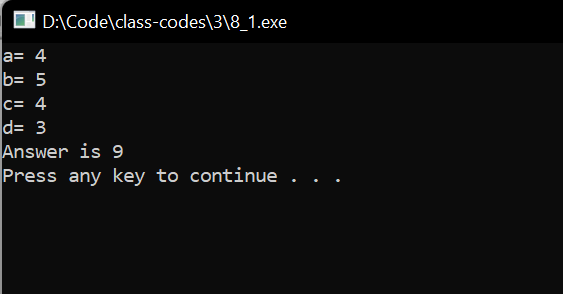 D:\Code\class-codes\3\8_1.exe
a= 4
b= 5
c= 4
d= 3
Answer is 9
Press any key to continue . . .